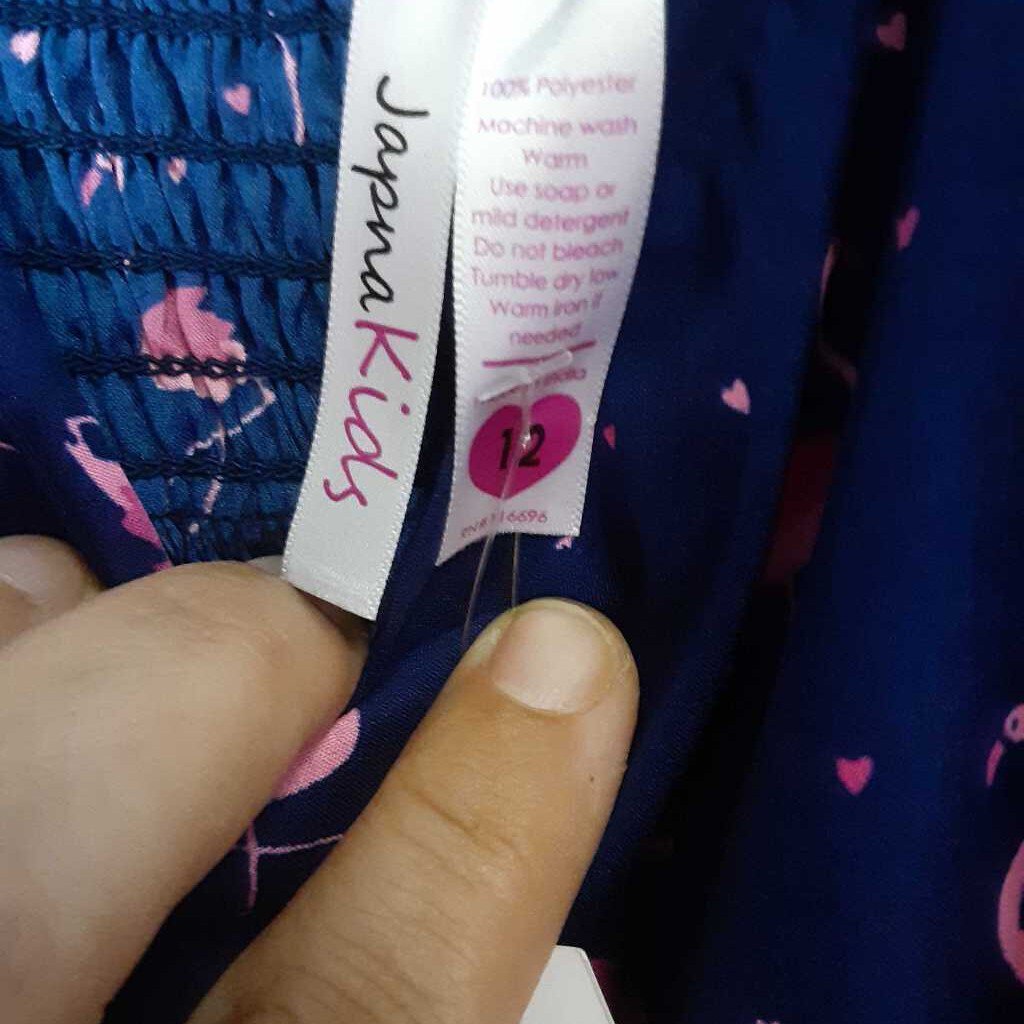 Japna Kids
100% Polyester
Machine wash
Warm
Use soap or
mild detergent
Do not bleach
Tumble dry low
Warm iron if
needed
12
16696